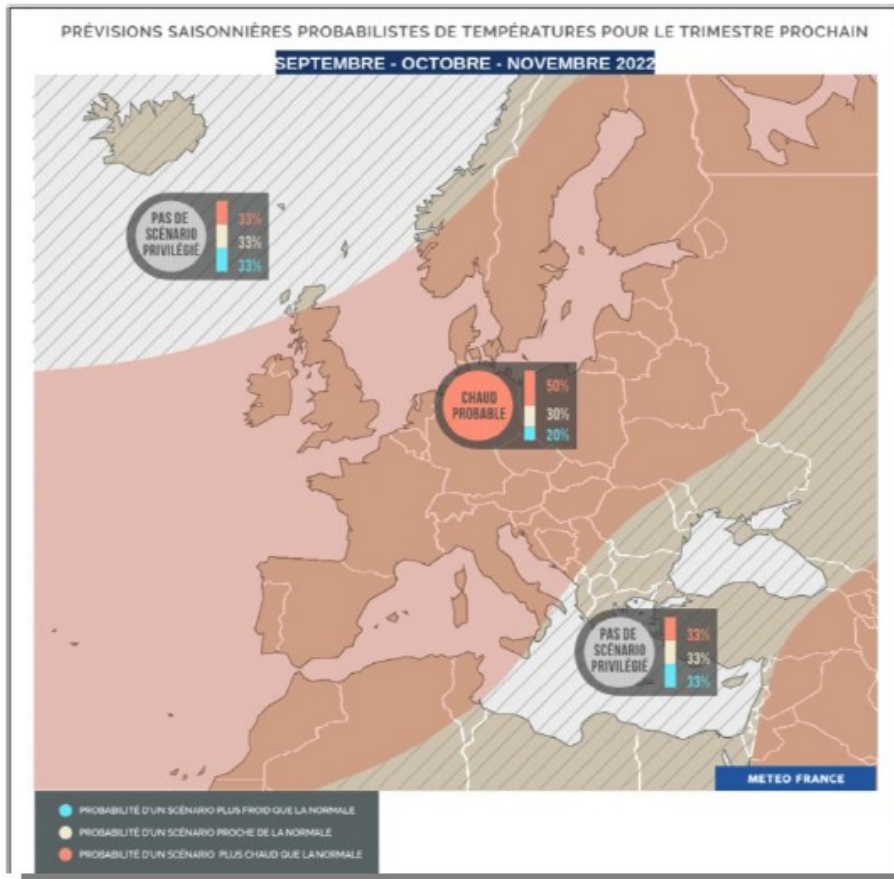 PRÉVISIONS SAISONNIÈRES PROBABILISTES DE TEMPÉRATURES POUR LE TRIMESTRE PROCHAIN
SEPTEMBRE - OCTOBRE - NOVEMBRE 2022
PAS DE
SCÉNARIO
PRIVILÉGIÉ
33%
33%
33%
CHAUD
PROBABLE
50%
30%
20%
PAS DE
SCÉNARIO
PRIVILÉGIÉ
33%
33%
33%
METEO FRANCE
PROBABILITÉ D'UN SCÉNARIO PLUS FROID QUE LA NORMALE
PROBABILITÉ D'UN SCÉNARIO PROCHE DE LA NORMALE
PROBABILITÉ D'UN SCÉNARIO PLUS CHAUD QUE LA NORMALE